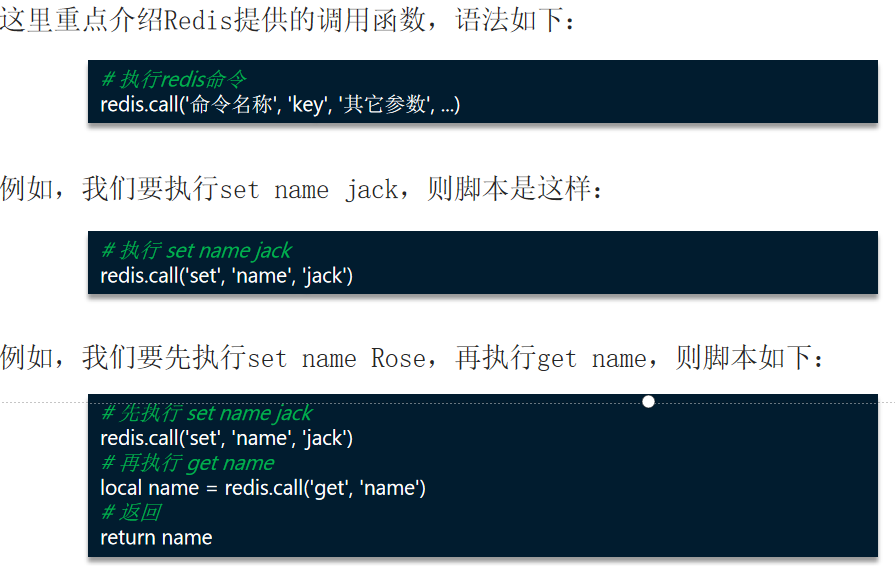 这里重点介绍Redis提供的调用函数，语法如下：
# 执行redis命令
redis.call('命令名称', 'key', '其它参数', ...)
例如，我们要执行set name jack，则脚本是这样：
# 执行 set name jack
redis.call('set', 'name', 'jack')
例如，我们要先执行set name Rose，再执行get name，则脚本如下：
# 先执行 set name jack
redis.call('set', 'name', 'jack')
# 再执行 get name
local name = redis.call('get', 'name')
# 返回
return name